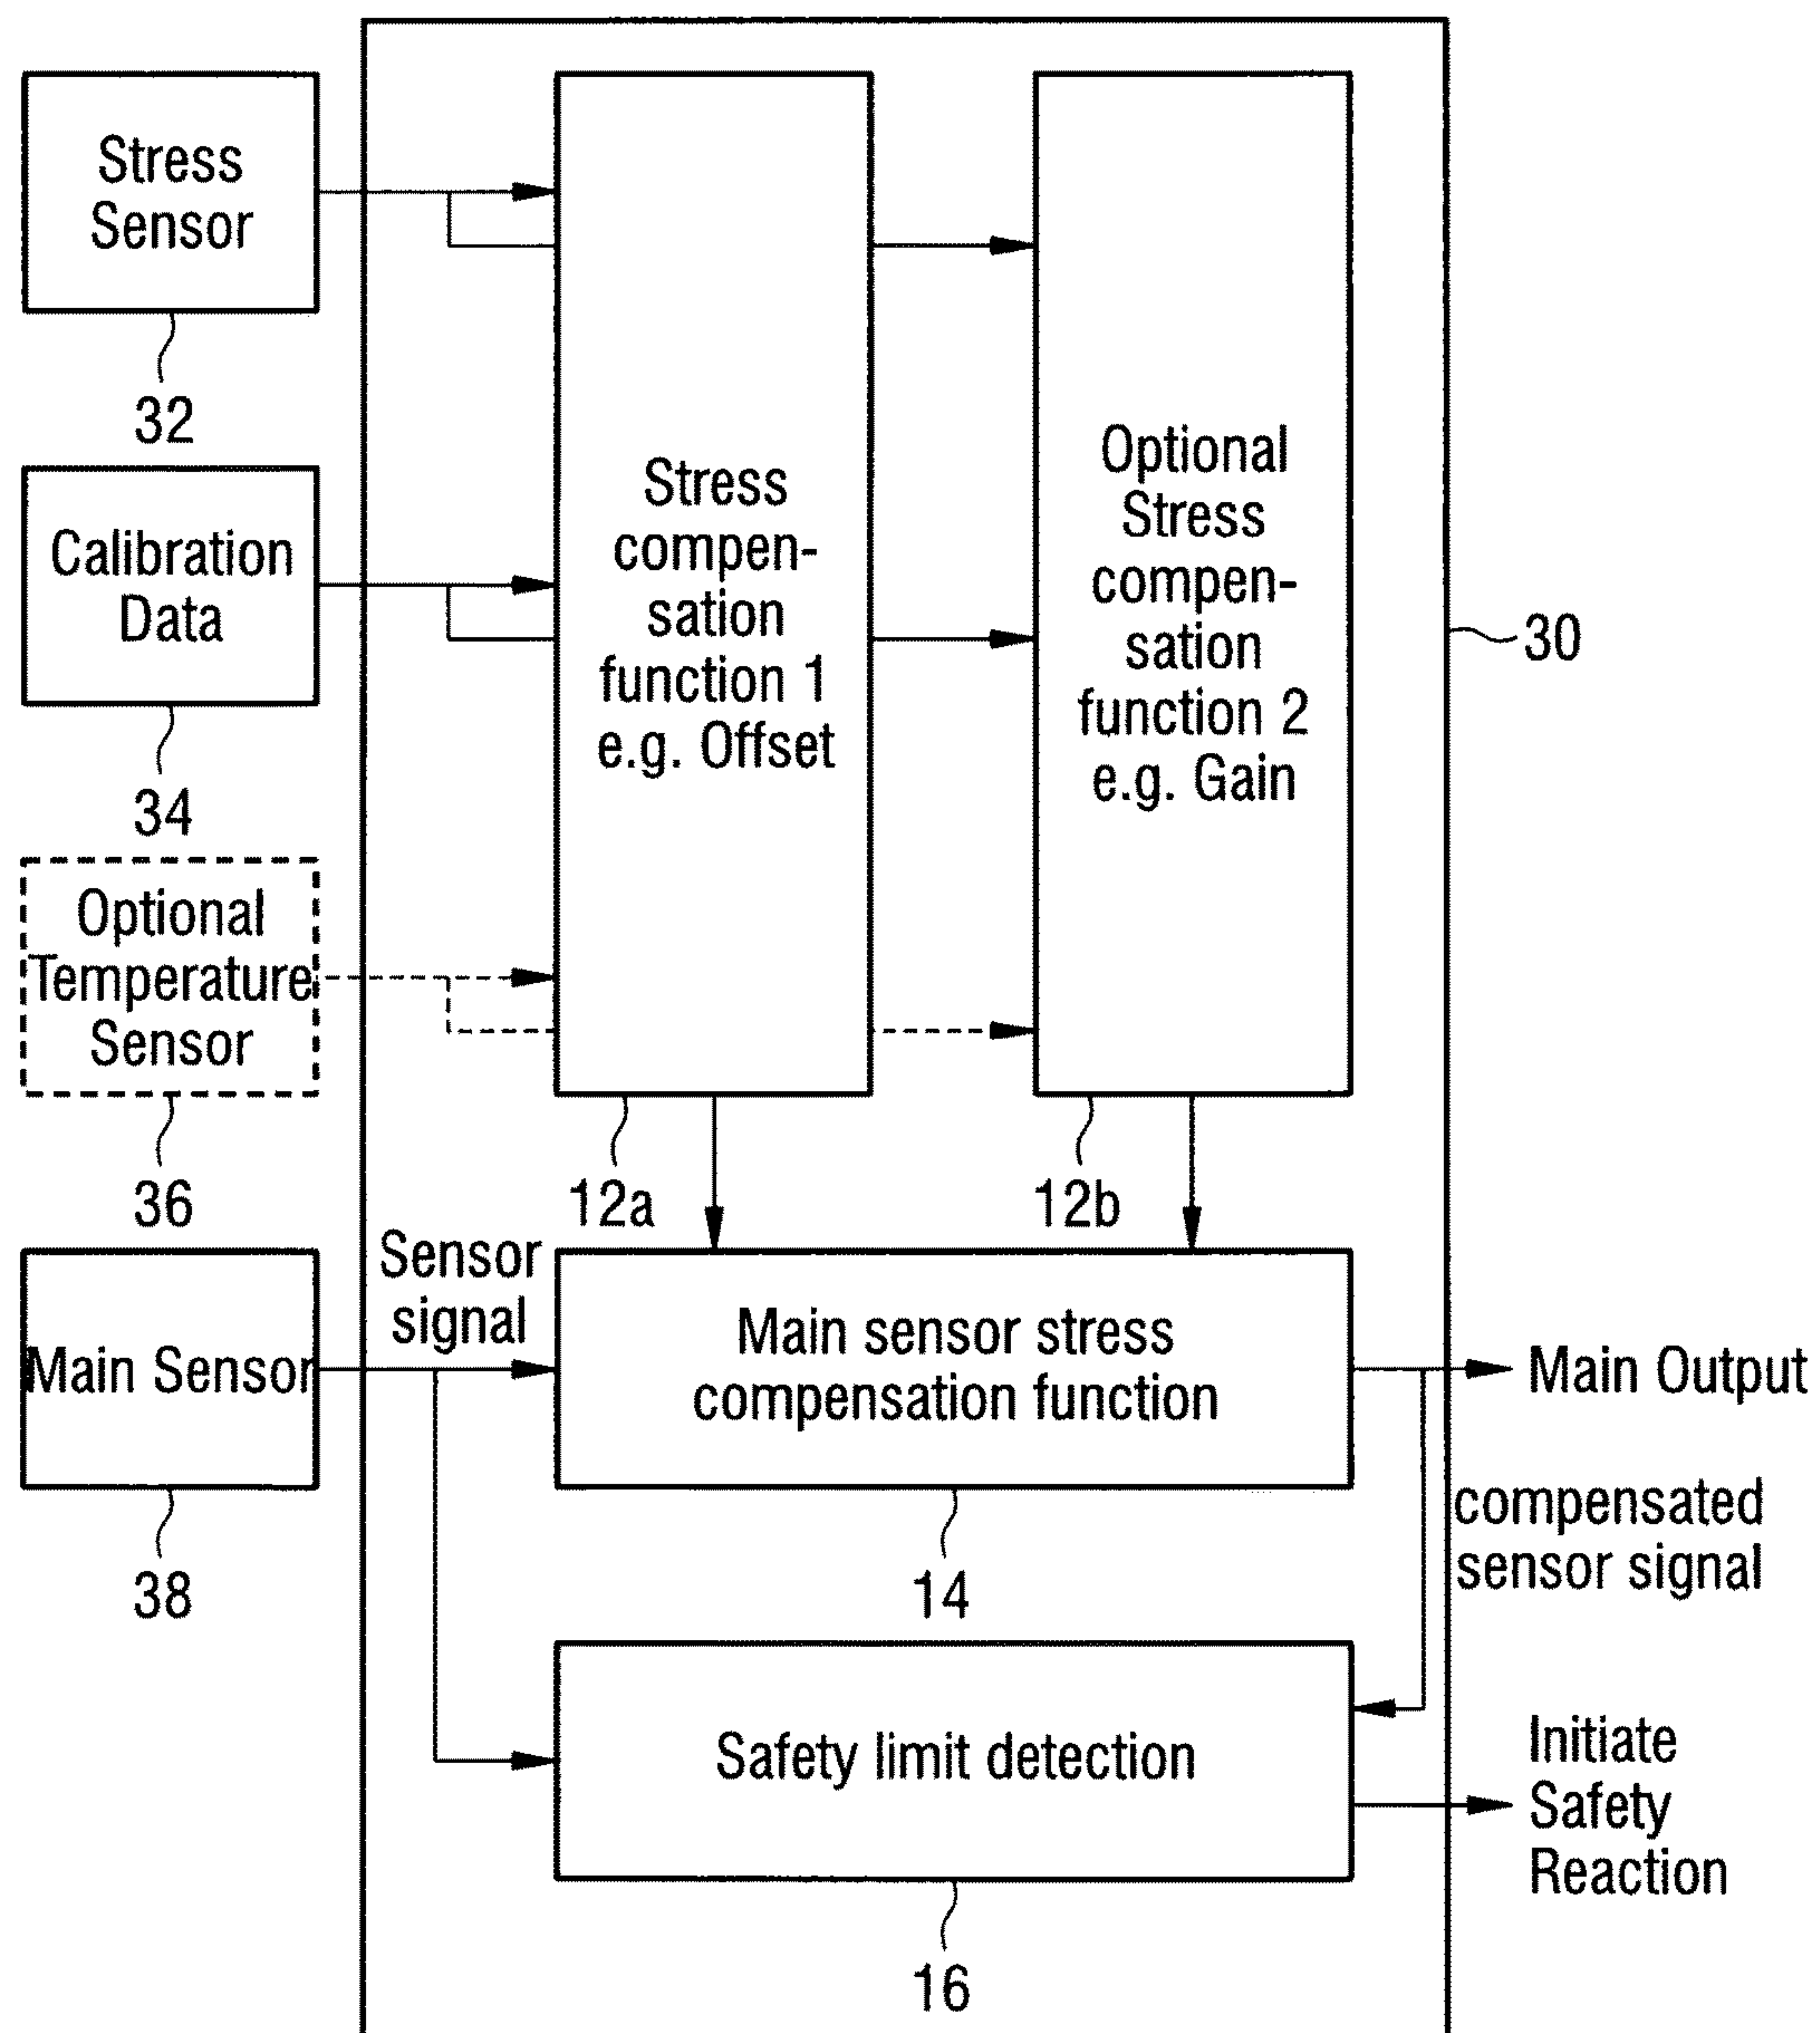 Stress
Sensor
32
Calibration
Data
34
Optional
Temperature
Sensor
36
Main Sensor
38
Stress
compen-
sation
function 1
e.g. Offset
12a
Optional
Stress
compen-
sation
function 2
e.g. Gain
12b
30
Sensor
signal
Main sensor stress
compensation function
14
Main Output
compensated
sensor signal
Safety limit detection
16
Initiate
Safety
Reaction